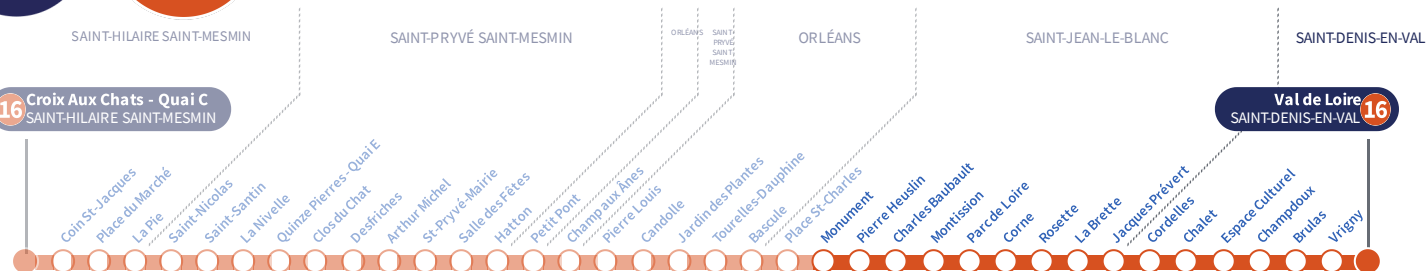 SAINT-HILAIRE SAINT-MESMIN
SAINT-PRYVÉ SAINT-MESMIN
ORLÉANS
SAINT-
PRYVÉ
SAINT-
MESMIN
ORLÉANS
SAINT-JEAN-LE-BLANC
SAINT-DENIS-EN-VAL
16
Croix Aux Chats - Quai C
SAINT-HILAIRE SAINT-MESMIN
Val de Loire
SAINT-DENIS-EN-VAL
16
Coin St-Jacques
Place du Marché
La Pie
Saint-Nicolas
Saint-Santin
La Nivelle
Quinze Pierres - Quai E
Clos du Chat
Desfriches
Arthur Michel
St-Pryvé-Mairie
Salle des Fêtes
Hatton
Petit Pont
Champ aux Ânes
Pierre Louis
Candolle
Jardin des Plantes
Tourelles-Dauphine
Bascule
Place St-Charles
Monument
Pierre Heuslin
Charles Baubault
Montission
Parc de Loire
Corne
Rosette
La Brette
Jacques Prévert
Cordelles
Chalet
Espace Culturel
Champdoux
Brulas
Vrigny